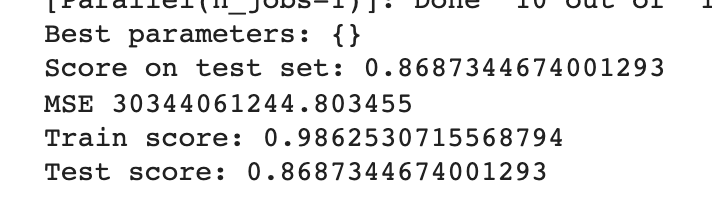 [Parallel(n_jobs=1)]: Done 10 out of
Best parameters: {}
Score on test set: 0.8687344674001293
MSE 30344061244.803455
Train score: 0.9862530715568794
Test score: 0.8687344674001293